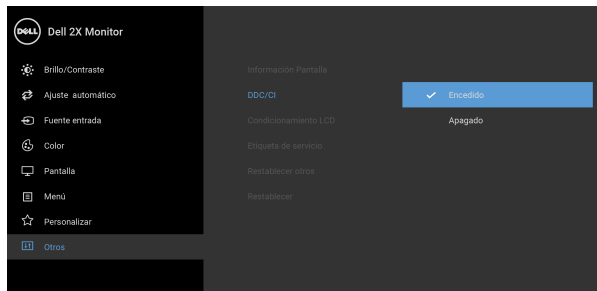 DELL Dell 2X Monitor
Brillo/Contraste
Información Pantalla
Ajuste automático
DDC/CI
Encedido
Fuente entrada
Condicionamiento LCD
Apagado
Color
Etiqueta de servicio
Pantalla
Restablecer otros
Menú
Restablecer
Personalizar
Otros